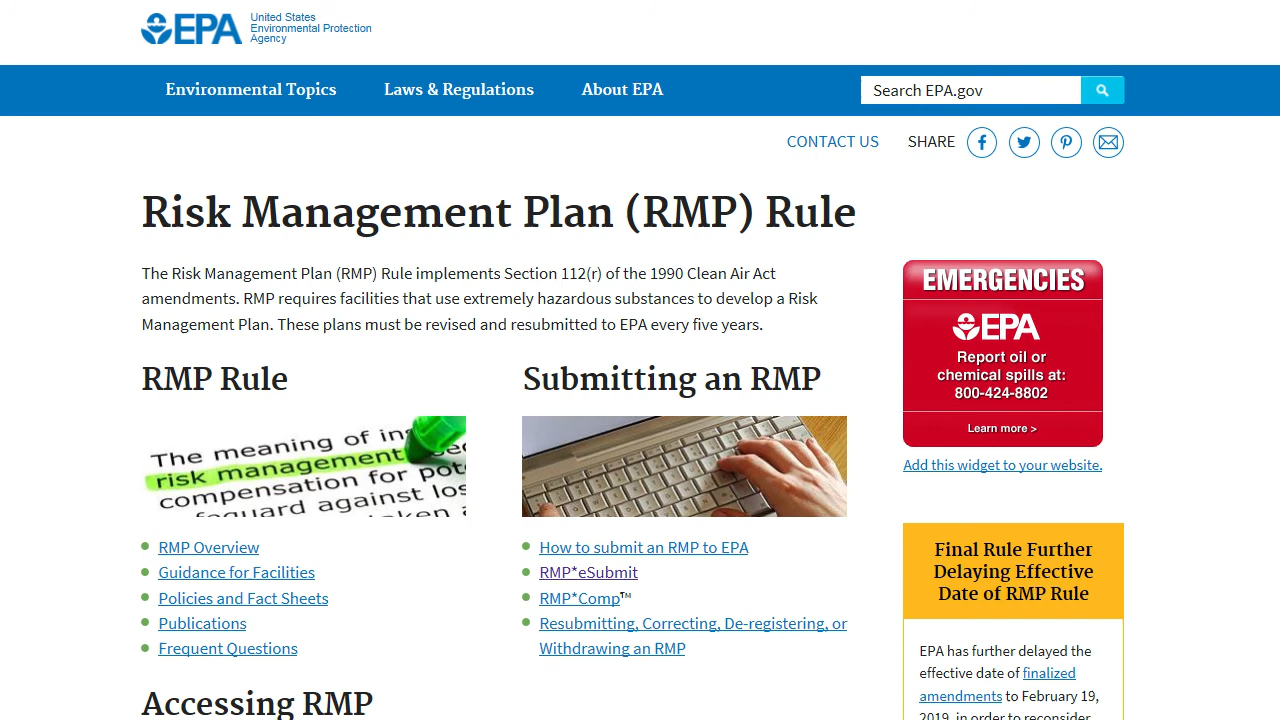 EPA United States
Environmental Protection
Agency
Environmental Topics Laws & Regulations About EPA Search EPA.gov
CONTACT US SHARE
Risk Management Plan (RMP) Rule
The Risk Management Plan (RMP) Rule implements Section 112(r) of the 1990 Clean Air Act
amendments. RMP requires facilities that use extremely hazardous substances to develop a Risk
Management Plan. These plans must be revised and resubmitted to EPA every five years.
RMP Rule
The meaning of
risk management
compensation for
against
taken
RMP Overview
Guidance for Facilities
Policies and Fact Sheets
Publications
Frequent Questions
Submitting an RMP
How to submit an RMP to EPA
RMP*eSubmit
RMP*Comp™
Resubmitting, Correcting, De-registering, or
Withdrawing an RMP
Accessing RMP
EMERGENCIES
EPA
Report oil or
chemical spills at:
800-424-8802
Learn more >
Add this widget to your website.
Final Rule Further
Delaying Effective
Date of RMP Rule
EPA has further delayed the
effective date of finalized
amendments to February 19,
2019, in order to reconsider